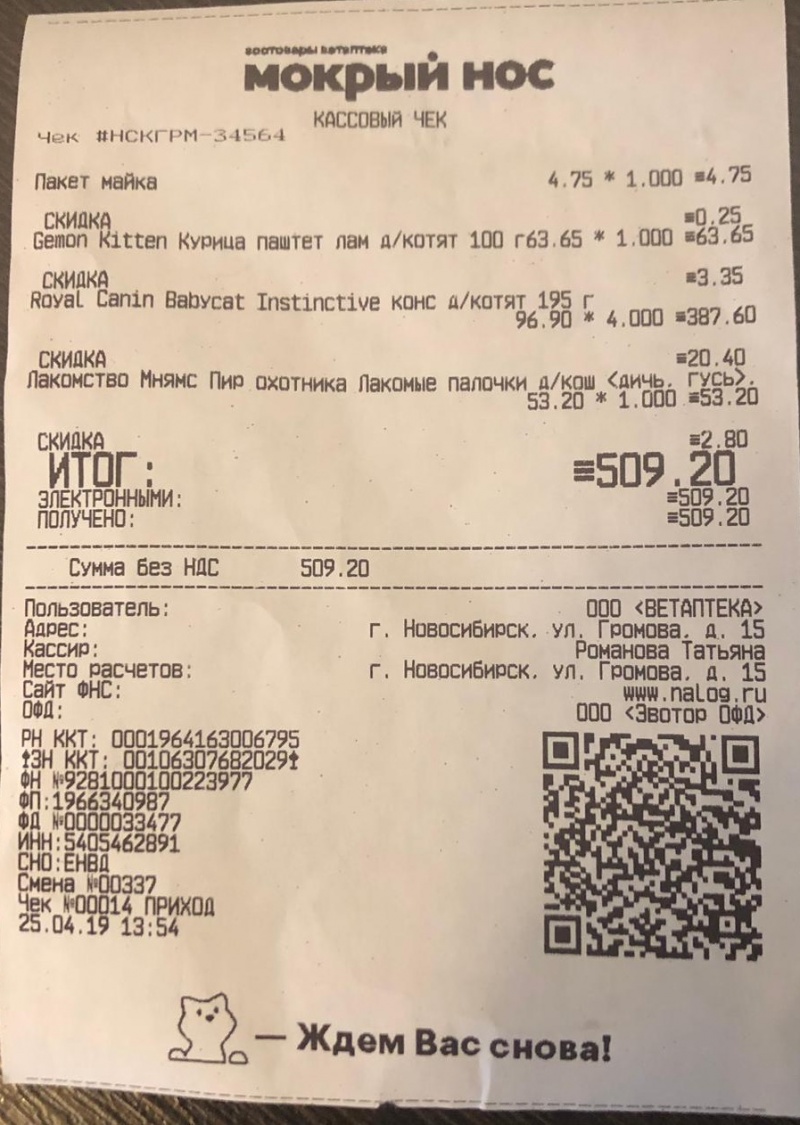 зоотовары ветаптека
мокрый нос
КАССОВЫЙ ЧЕК
Чек #НСКГРМ-34564
Пакет майка 4.75 * 1.000 ≡4.75
СКИДКА ≡0.25
Gemon Kitten Курица паштет лам д/котят 100 г63.65 * 1.000 ≡63.65
СКИДКА ≡3.35
Royal Canin Babycat Instinctive конс д/котят 195 г
96.90 * 4.000 ≡387.60
СКИДКА ≡20.40
Лакомство Мнямс Пир охотника Лакомые палочки д/кош <дичь, гусь>,
53.20 * 1.000 ≡53.20
СКИДКА ≡2.80
ИТОГ: ≡509.20
ЭЛЕКТРОННЫМИ: ≡509.20
ПОЛУЧЕНО: ≡509.20
Сумма без НДС 509.20
Пользователь: ООО <ВЕТАПТЕКА>
Адрес: г. Новосибирск, ул. Громова, д. 15
Кассир: Романова Татьяна
Место расчетов: г. Новосибирск, ул. Громова, д. 15
Сайт ФНС: www.nalog.ru
ОФД: ООО <Эвотор ОФД>
РН ККТ: 0001964163006795
ЗН ККТ: 00106307682029
ФН №9281000100223977
ФП:1966340987
ФД №0000033477
ИНН:5405462891
СНО:ЕНВД
Смена №00337
Чек №00014 ПРИХОД
25.04.19 13:54
— Ждем Вас снова!